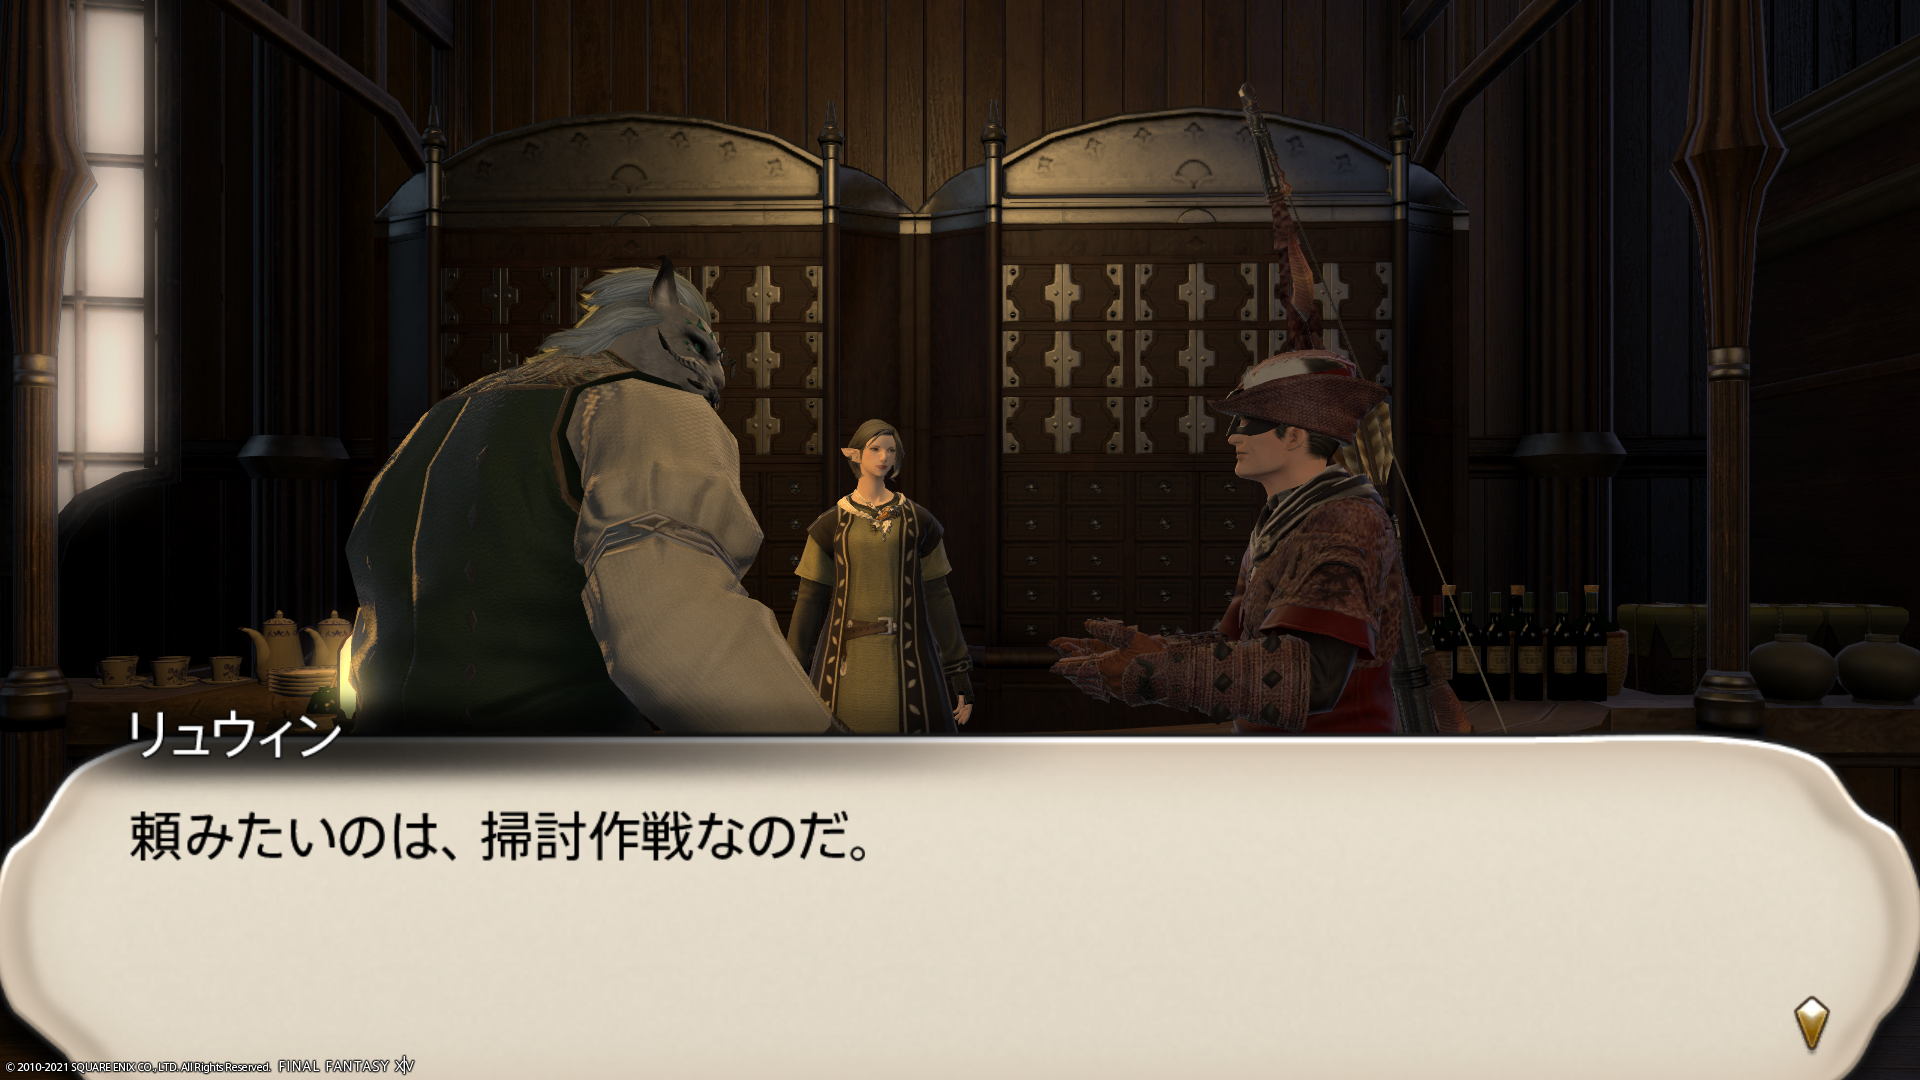 リュウィン
頼みたいのは、掃討作戦なのだ。
© 2010-2021 SQUARE ENIX CO., LTD. All Rights Reserved. FINAL FANTASY XIV